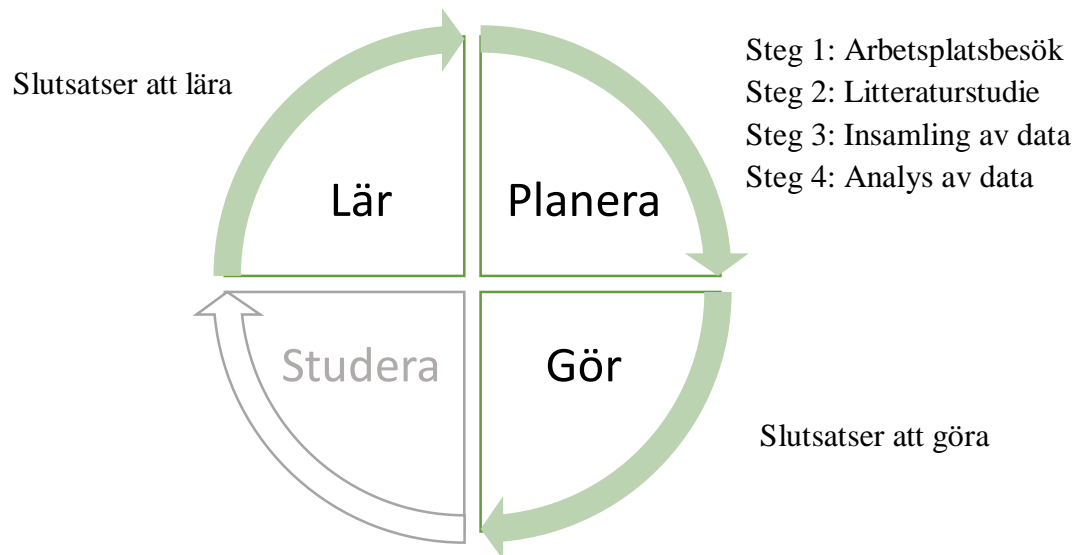 Slutsatser att lära
Steg 1: Arbetsplatsbesök
Steg 2: Litteraturstudie
Steg 3: Insamling av data
Steg 4: Analys av data
Lär
Planera
Studera
Gör
Slutsatser att göra